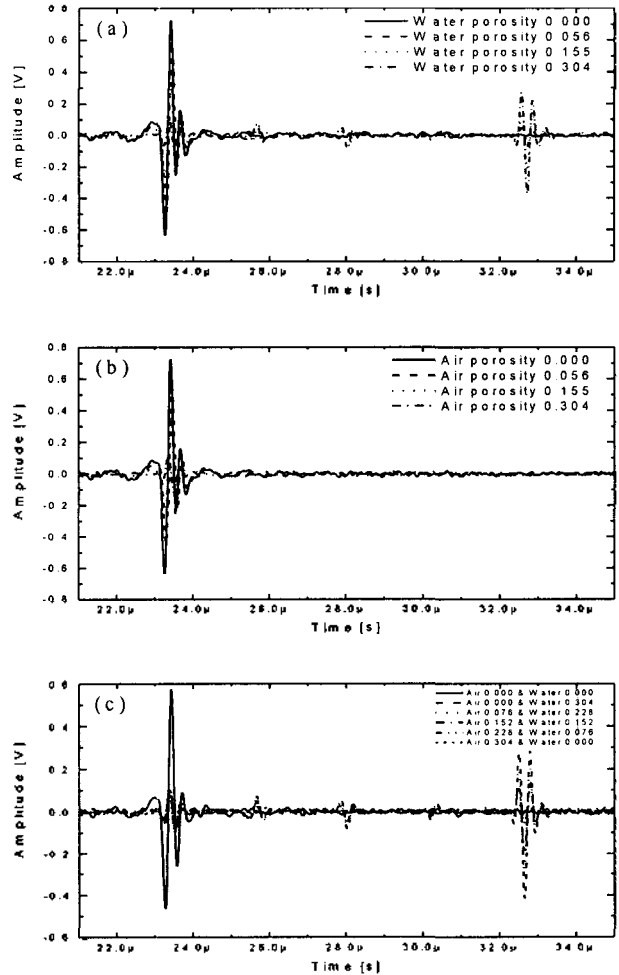 (a)
Water porosity 0.000
Water porosity 0.056
Water porosity 0.155
Water porosity 0.304
Amplitude [V]
0.8
0.6
0.4
0.2
0.0
-0.2
-0.4
-0.6
-0.8
22.0µ 24.0µ 26.0µ 28.0µ 30.0µ 32.0µ 34.0µ
Time [s]
(b)
Air porosity 0.000
Air porosity 0.056
Air porosity 0.155
Air porosity 0.304
Amplitude [V]
0.8
0.6
0.4
0.2
0.0
-0.2
-0.4
-0.6
-0.8
22.0µ 24.0µ 26.0µ 28.0µ 30.0µ 32.0µ 34.0µ
Time [s]
(c)
Air 0.000 & Water 0.000
Air 0.000 & Water 0.304
Air 0.076 & Water 0.228
Air 0.152 & Water 0.152
Air 0.228 & Water 0.076
Air 0.304 & Water 0.000
Amplitude [V]
0.6
0.4
0.2
0.0
-0.2
-0.4
-0.6
22.0µ 24.0µ 26.0µ 28.0µ 30.0µ 32.0µ 34.0µ
Time [s]